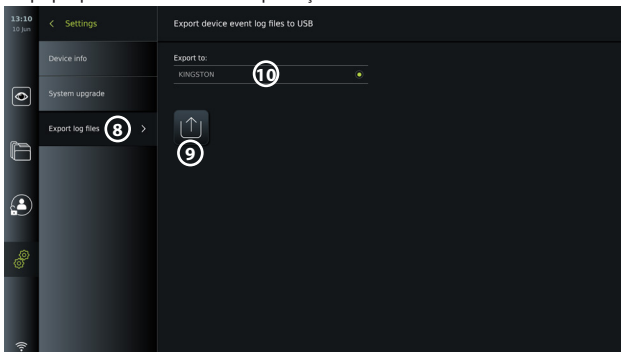 13:10
10 Jun
Settings
Export device event log files to USB
Device info
System upgrade
Export log files
8
Export to:
KINGSTON
10
9